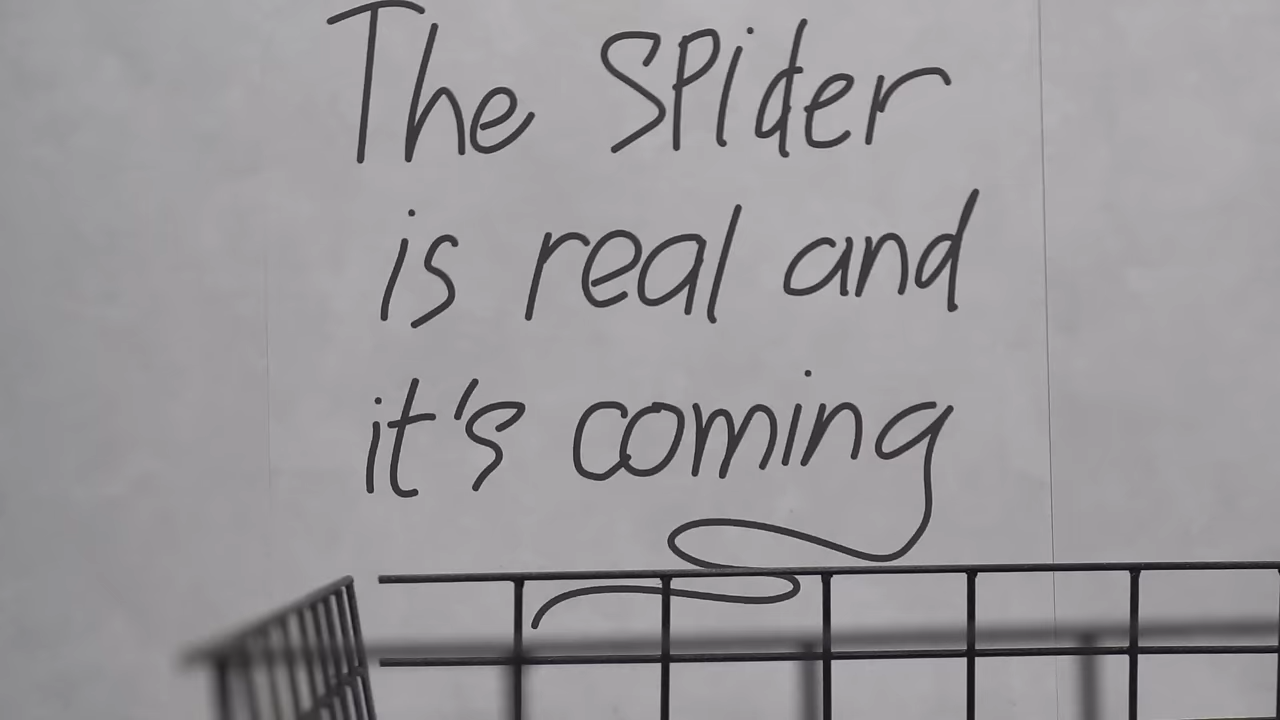 The SPider
is real and
it's coming